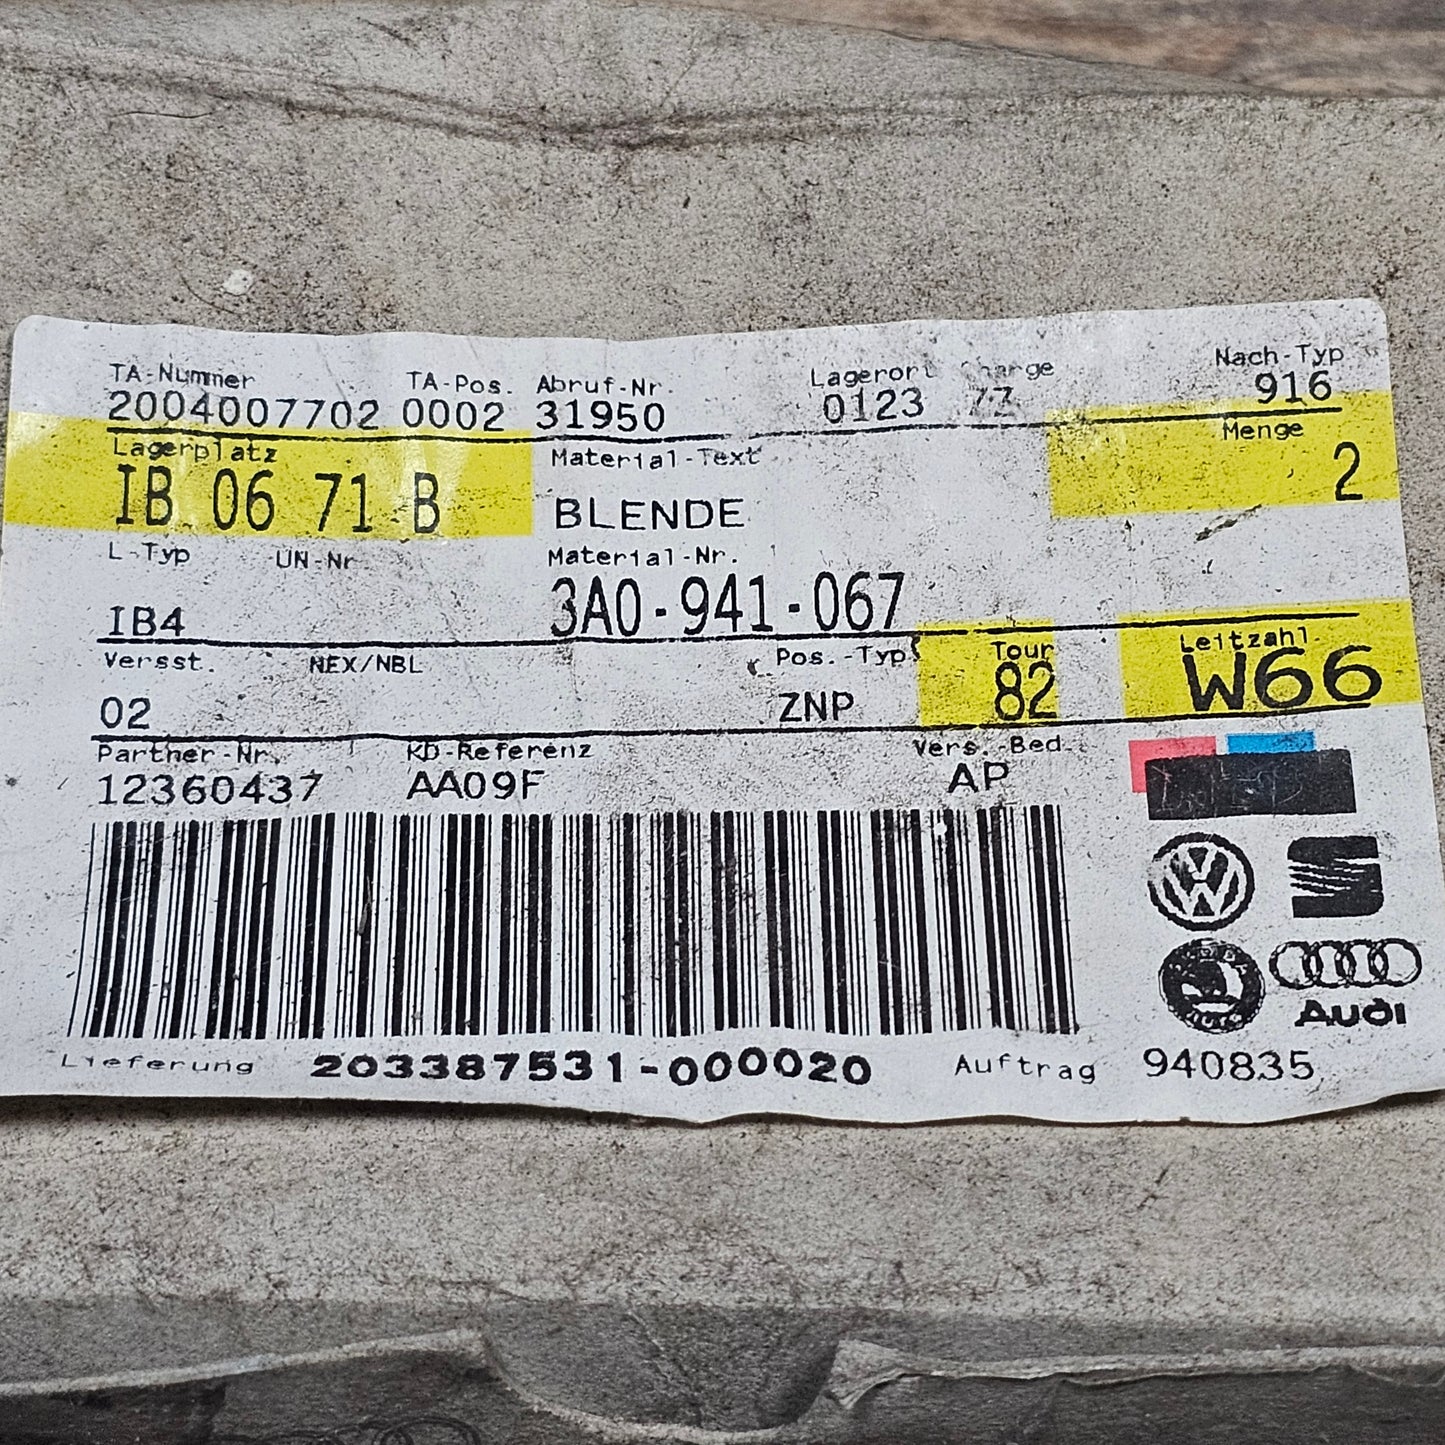 TA-Nummer TA-Pos. Abruf-Nr. Lagerort Charge Nach-Typ
2004007702 0002 31950 0123 ZZ 916
Lagerplatz Material-Text Menge
IB 06 71 B BLENDE 2
L-Typ UN-Nr Material-Nr.
IB4 3A0-941-067
Versst. NEX/NBL Pos.-Typ Tour Leitzahl
02 ZNP 82 W66
Partner-Nr. KD-Referenz Vers.-Bed.
12360437 AA09F AP
Audi
Lieferung 203387531-000020 Auftrag 940835